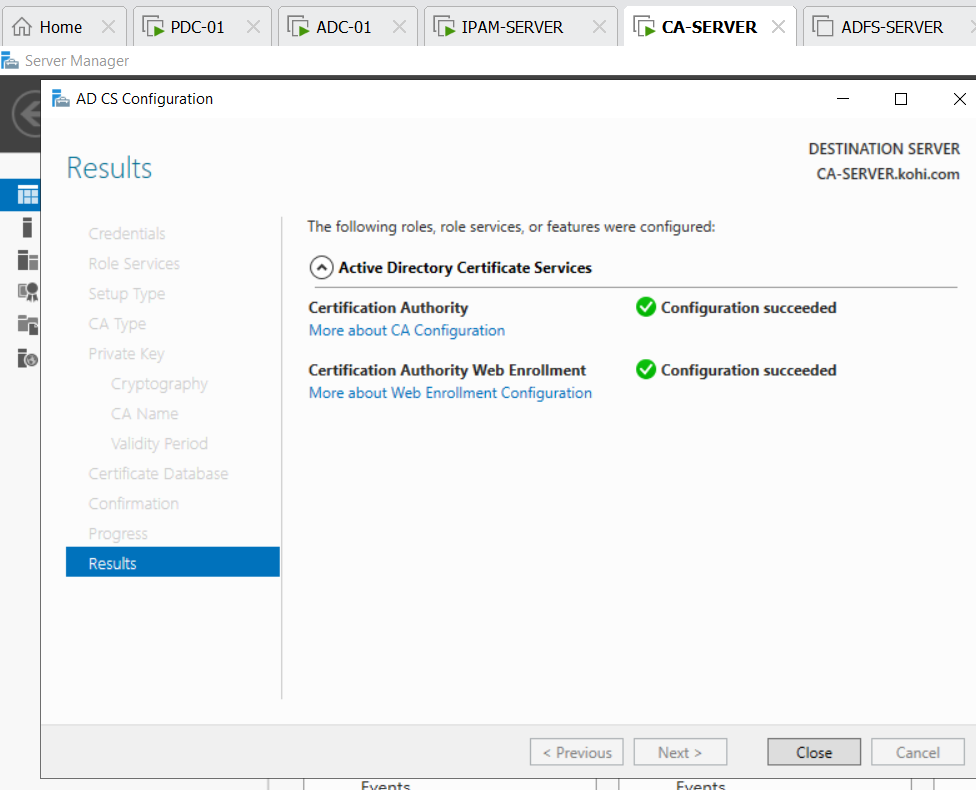 Home
PDC-01
ADC-01
IPAM-SERVER
CA-SERVER
ADFS-SERVER
Server Manager
AD CS Configuration
Results
DESTINATION SERVER
CA-SERVER.kohi.com
Credentials
Role Services
Setup Type
CA Type
Private Key
Cryptography
CA Name
Validity Period
Certificate Database
Confirmation
Progress
Results
The following roles, role services, or features were configured:
Active Directory Certificate Services
Certification Authority
Configuration succeeded
More about CA Configuration
Certification Authority Web Enrollment
Configuration succeeded
More about Web Enrollment Configuration
< Previous
Next >
Close
Cancel
Events
Events